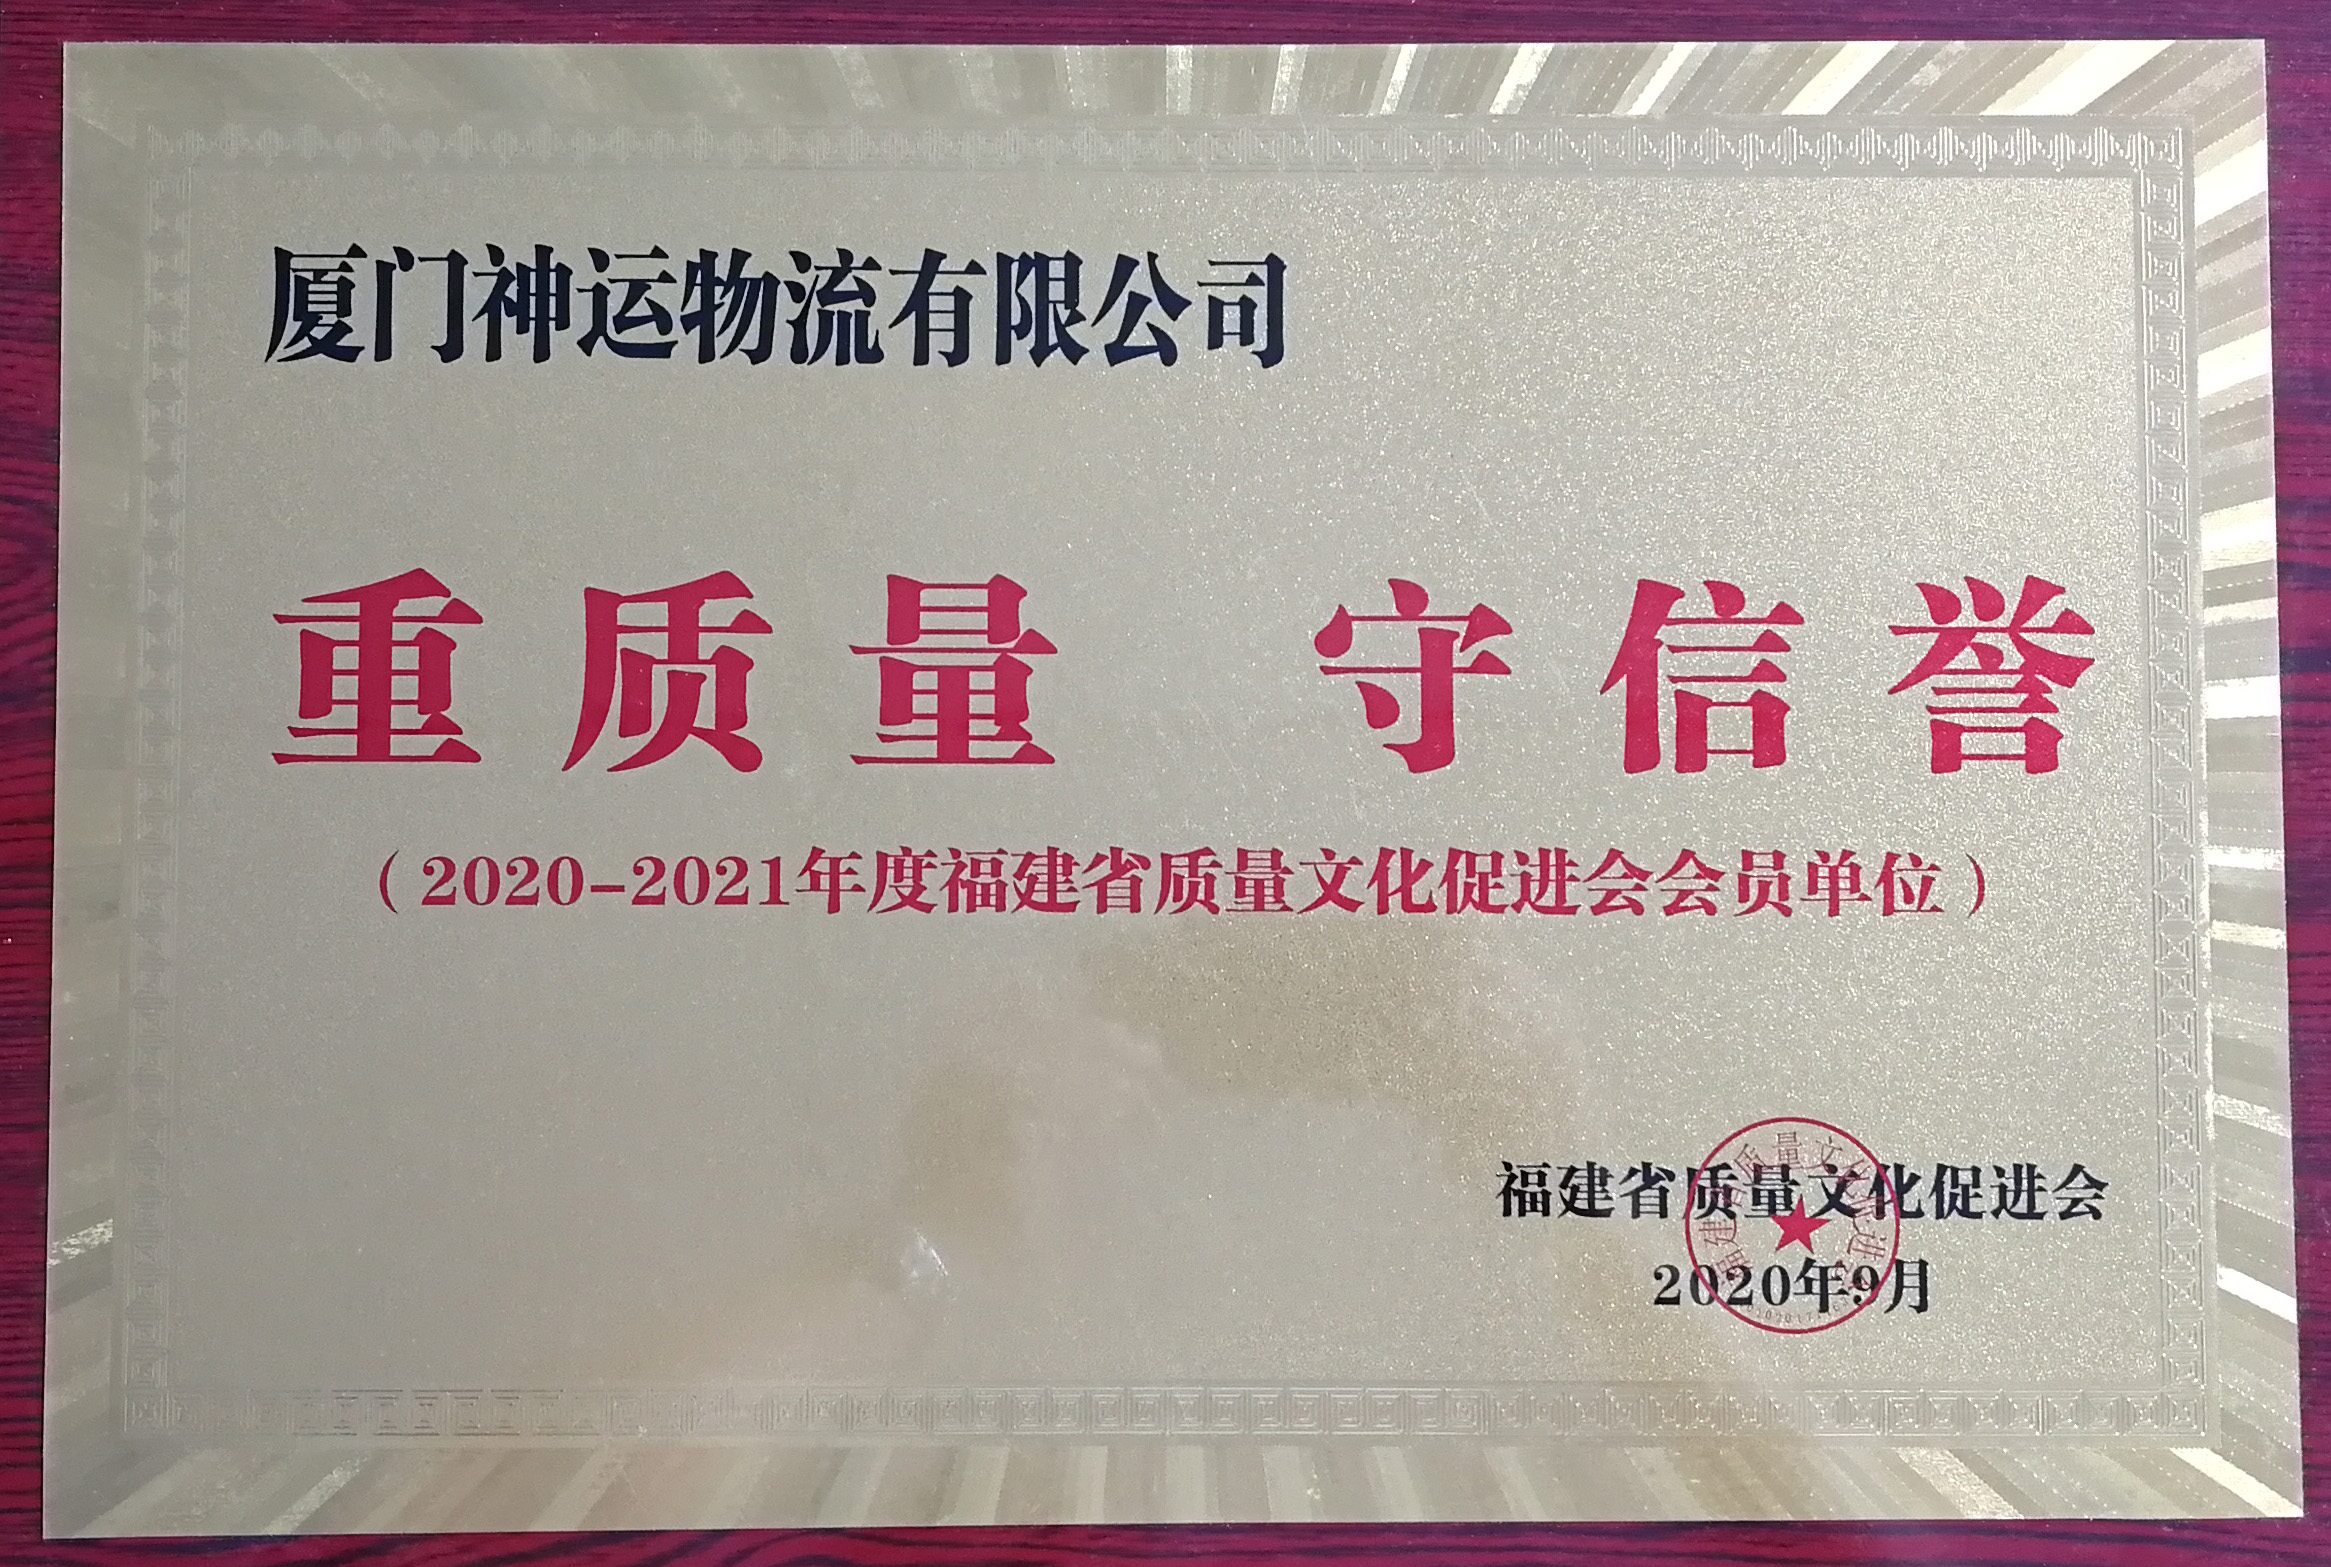 厦门神运物流有限公司
重质量 守信誉
（2020-2021年度福建省质量文化促进会会员单位）
福建省质量文化促进会
2020年9月